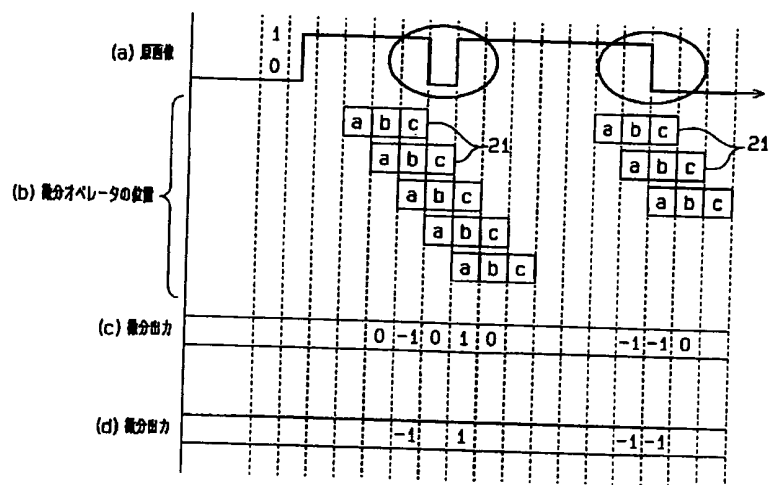 (a) 原画像
1
0
a b c
a b c
a b c
a b c
a b c
21
a b c
a b c
a b c
21
(b) 微分オペレータの位置
(c) 微分出力
0 -1 0 1 0 -1 -1 0
(d) 微分出力
-1 1 -1 -1